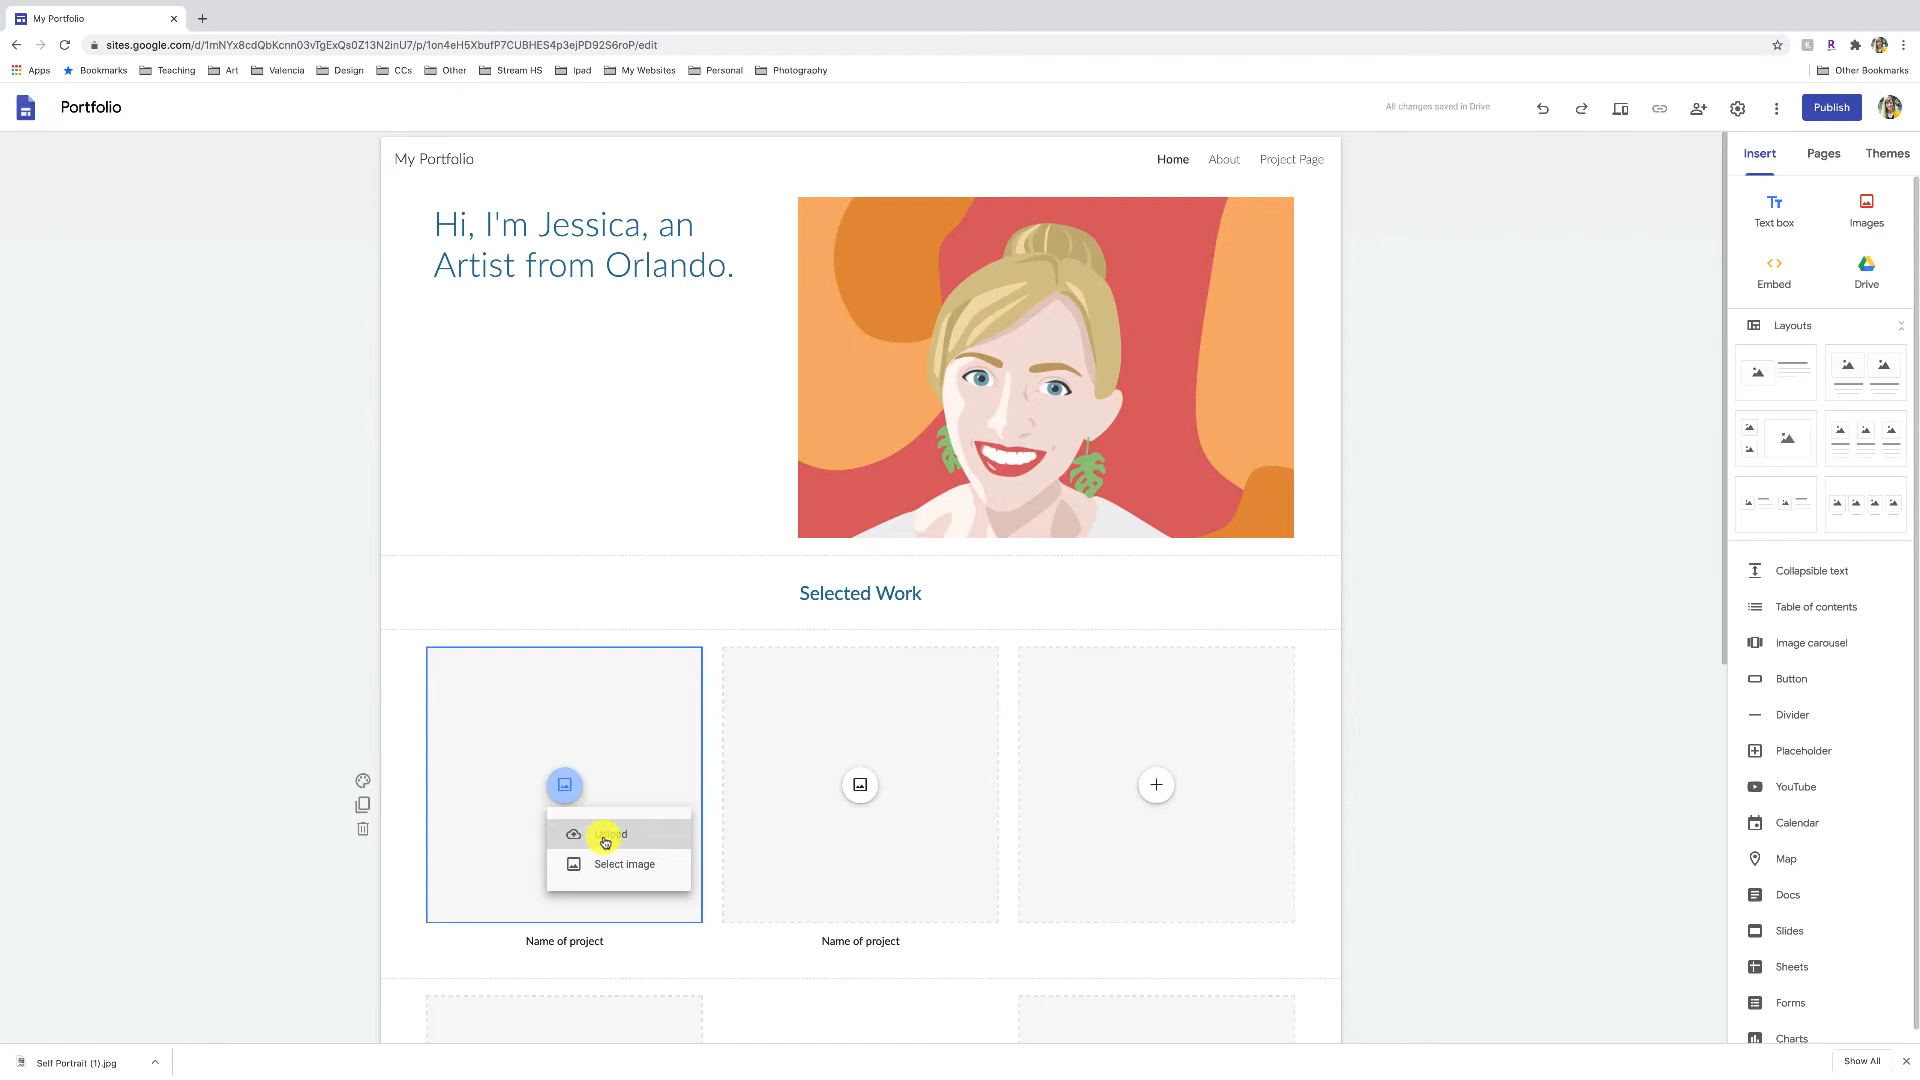 My Portfolio
sites.google.com/d/1mNYx8cdQbKcnn03vTgExQs0Z13N2inU7/p/1on4eH5XbufP7CUBHES4p3ejPD92S6roP/edit
Apps
Bookmarks
Teaching
Art
Valencia
Design
CCs
Other
Stream HS
Ipad
My Websites
Personal
Photography
Other Bookmarks
Portfolio
All changes saved in Drive
Publish
My Portfolio
Home
About
Project Page
Insert
Pages
Themes
Hi, I'm Jessica, an
Artist from Orlando.
Text box
Images
Embed
Drive
Layouts
Selected Work
Upload
Select image
Name of project
Name of project
Collapsible text
Table of contents
Image carousel
Button
Divider
Placeholder
YouTube
Calendar
Map
Docs
Slides
Sheets
Forms
Charts
Self Portrait (1).jpg
Show All